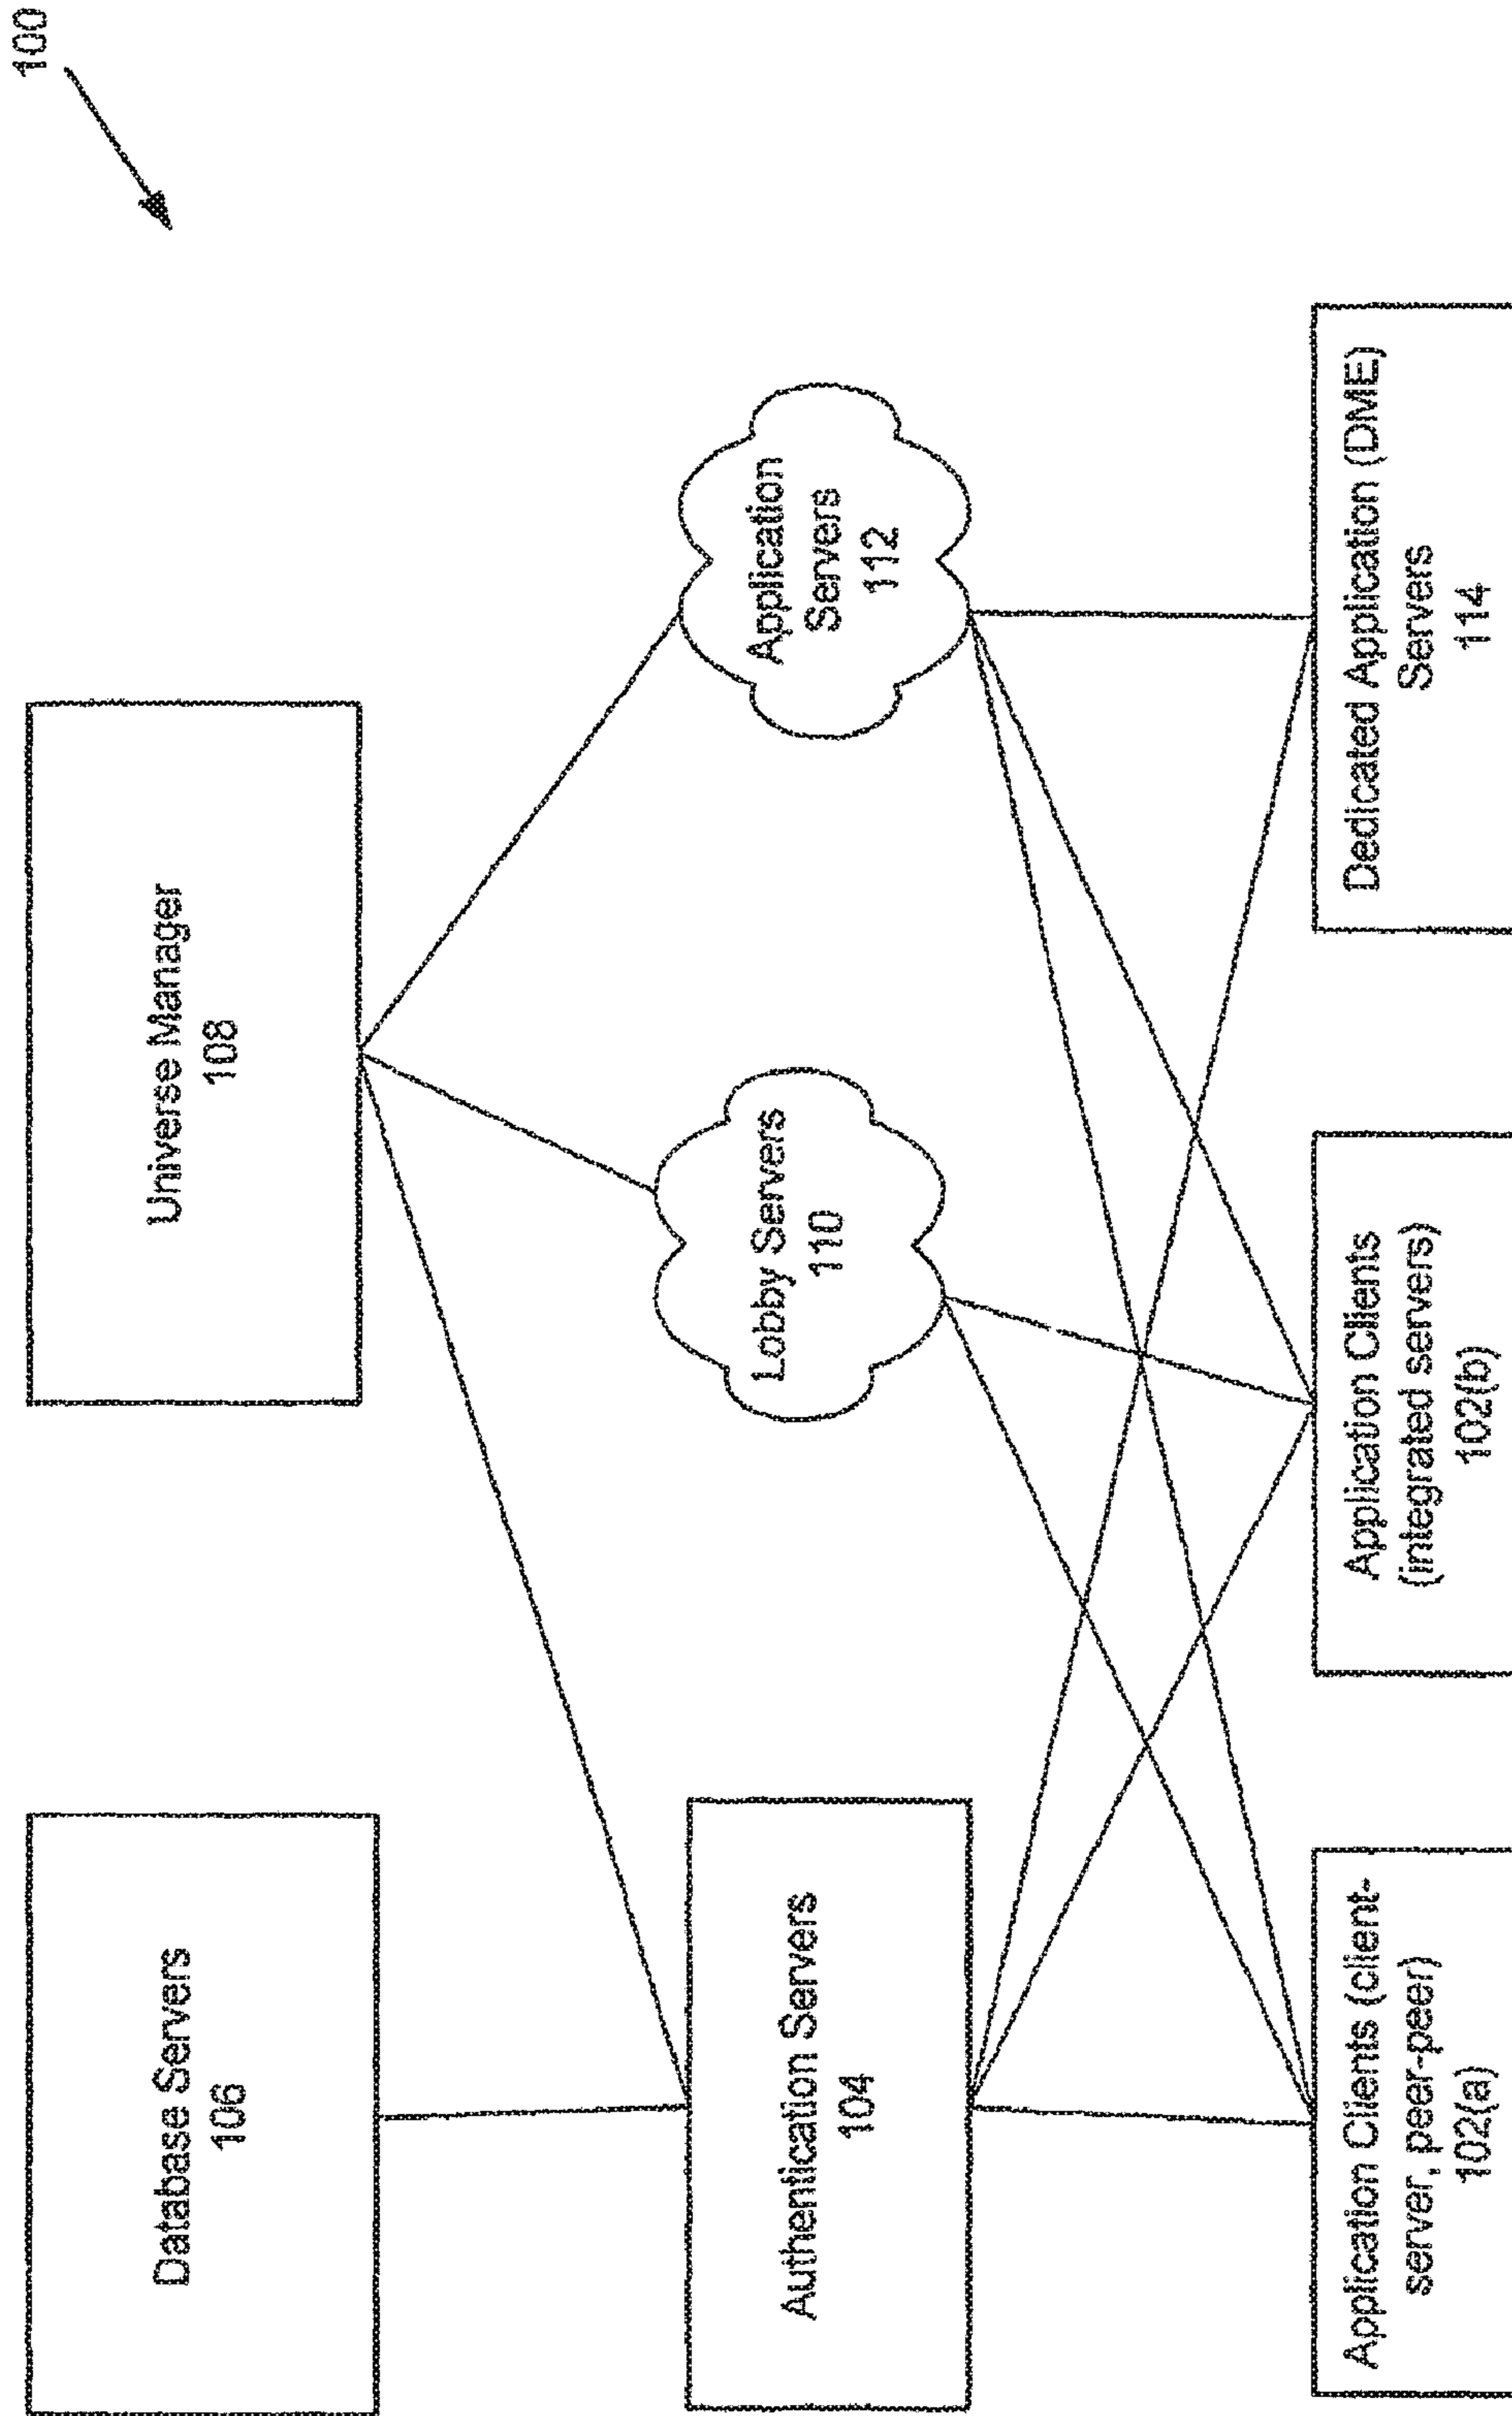 100
Database Servers
106
Universe Manager
108
Authentication Servers
104
Lobby Servers
110
Application
Servers
112
Application Clients (client-
server, peer-peer)
102(a)
Application Clients
(integrated servers)
102(b)
Dedicated Application (DME)
Servers
114